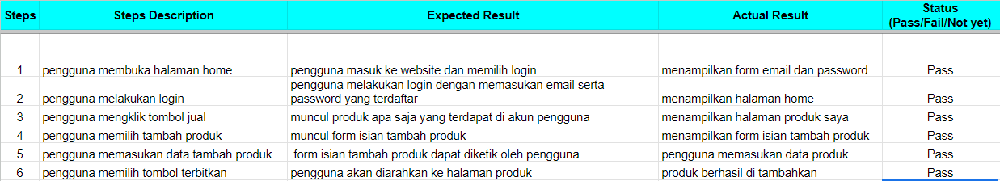 Steps Steps Description Expected Result Actual Result Status
(Pass/Fail/Not yet)
1 pengguna membuka halaman home pengguna masuk ke website dan memilih login menampilkan form email dan password Pass
2 pengguna melakukan login pengguna melakukan login dengan memasukan email serta
password yang terdaftar menampilkan halaman home Pass
3 pengguna mengklik tombol jual muncul produk apa saja yang terdapat di akun pengguna menampilkan halaman produk saya Pass
4 pengguna memilih tambah produk muncul form isian tambah produk menampilkan form isian tambah produk Pass
5 pengguna memasukan data tambah produk form isian tambah produk dapat diketik oleh pengguna pengguna memasukan data produk Pass
6 pengguna memilih tombol terbitkan pengguna akan diarahkan ke halaman produk produk berhasil di tambahkan Pass